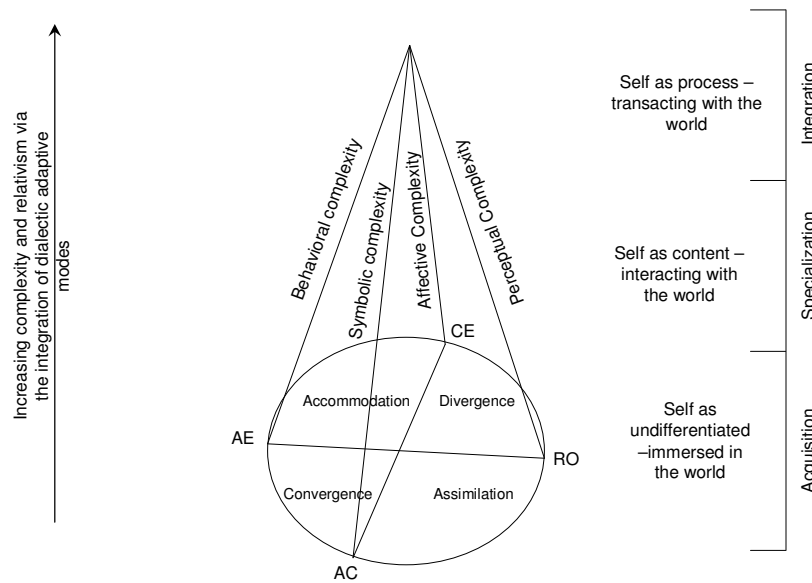 Increasing complexity and relativism via
the integration of dialectic adaptive
modes
Behavioral complexity
Symbolic complexity
Affective Complexity
Perceptual Complexity
CE
Accommodation
Divergence
AE
RO
Convergence
Assimilation
AC
Self as process –
transacting with the
world
Integration
Self as content –
interacting with
the world
Specialization
Self as
undifferentiated
–immersed in
the world
Acquisition